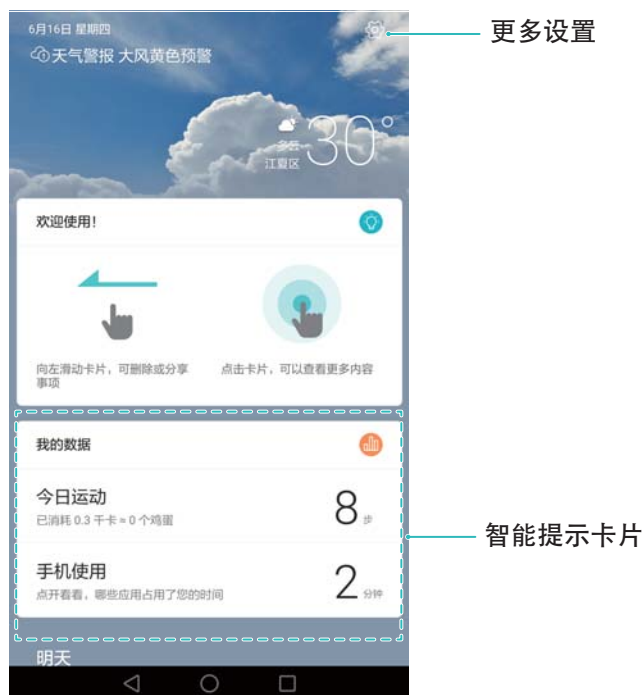 6月16日 星期四
天气警报 大风黄色预警
更多设置
30°
多云
江夏区
欢迎使用！
向左滑动卡片，可删除或分享
事项
点击卡片，可以查看更多内容
我的数据
今日运动
已消耗 0.3 千卡 ≈ 0 个鸡蛋
8 步
智能提示卡片
手机使用
点开看看，哪些应用占用了您的时间
2 分钟
明天